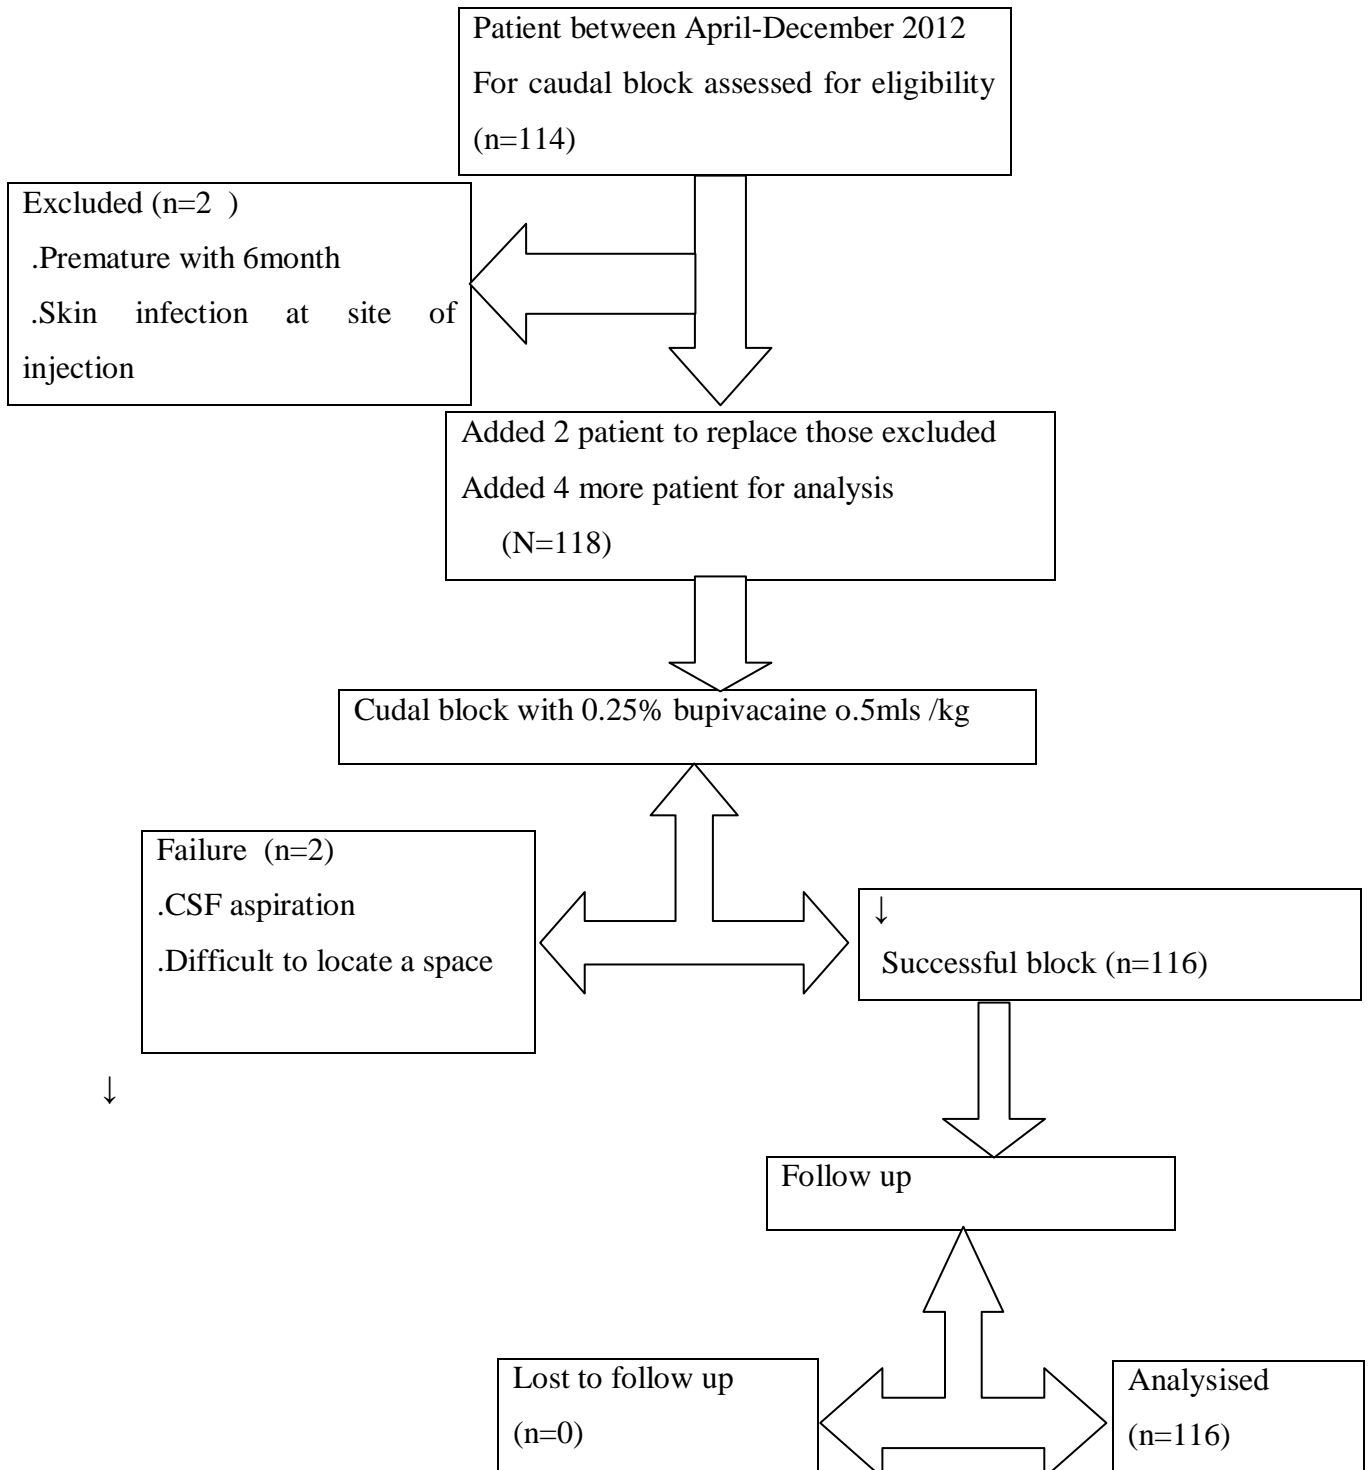 Patient between April-December 2012
For caudal block assessed for eligibility
(n=114)
Excluded (n=2  )
.Premature with 6month
.Skin infection at site of
injection
Added 2 patient to replace those excluded
Added 4 more patient for analysis
(N=118)
Cudal block with 0.25% bupivacaine o.5mls /kg
Failure  (n=2)
.CSF aspiration
.Difficult to locate a space
↓
Successful block (n=116)
↓
Follow up
Lost to follow up
(n=0)
Analysised
(n=116)